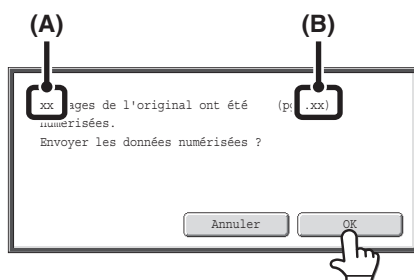 (A) (B)
xx ages de l'original ont été (p .xx)
numérisées.
Envoyer les données numérisées ?
Annuler OK